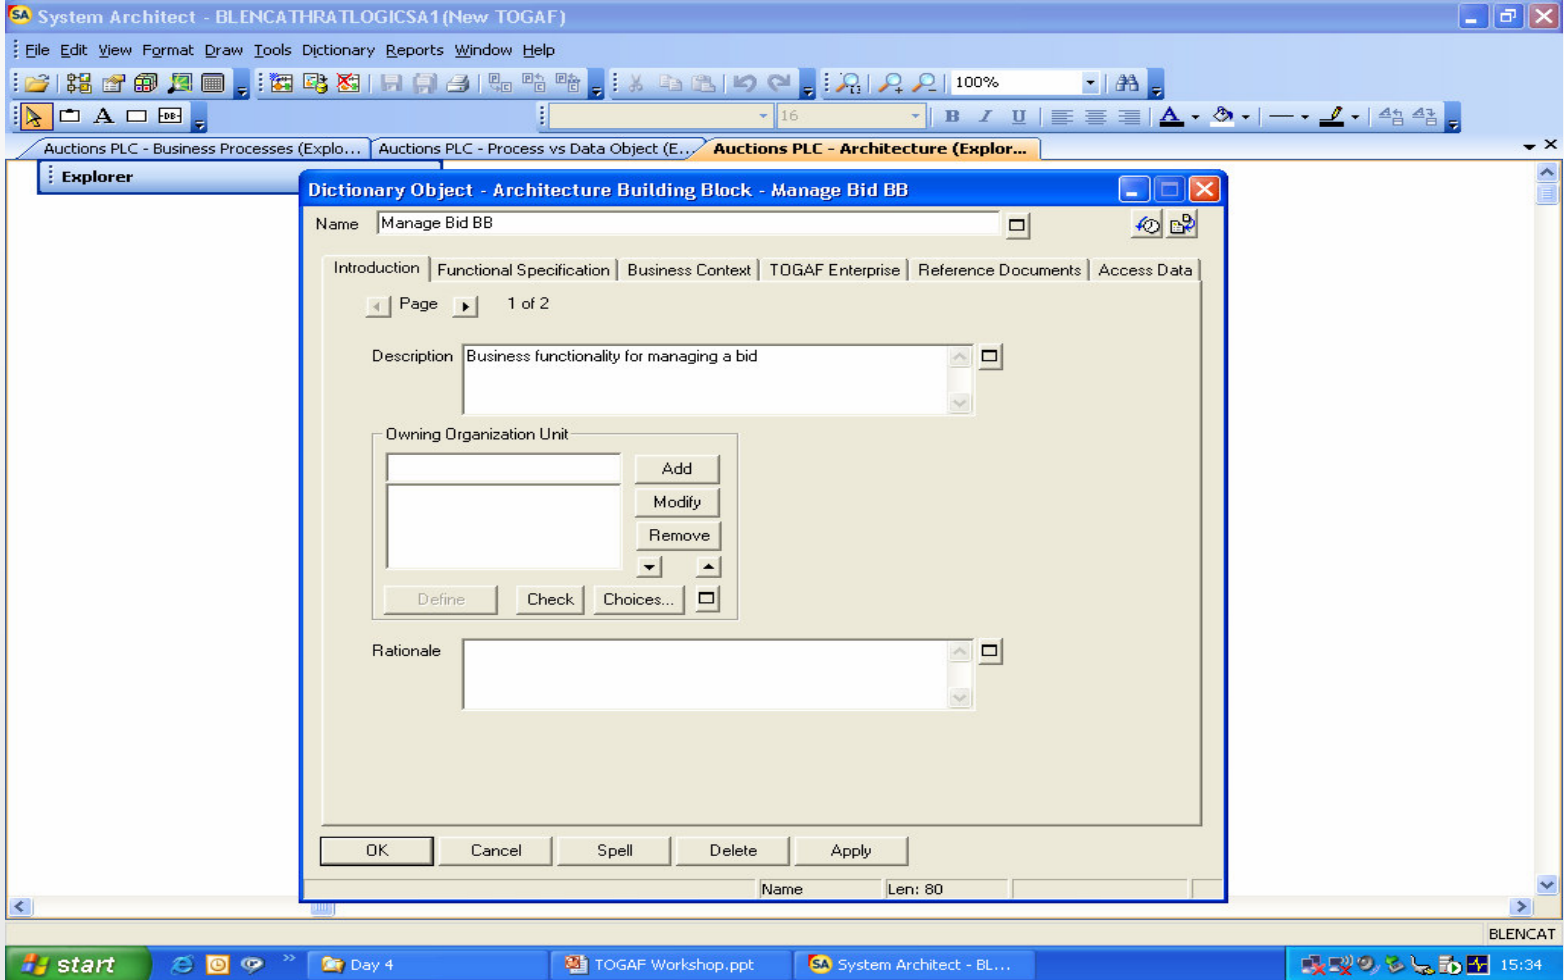 System Architect - BLENCATHRATLOGICSA1(New TOGAF)
File Edit View Format Draw Tools Dictionary Reports Window Help
100%
16
B I U
Auctions PLC - Business Processes (Explo... Auctions PLC - Process vs Data Object (E... Auctions PLC - Architecture (Explor...
Explorer
Dictionary Object - Architecture Building Block - Manage Bid BB
Name Manage Bid BB
Introduction Functional Specification Business Context TOGAF Enterprise Reference Documents Access Data
Page 1 of 2
Description Business functionality for managing a bid
Owning Organization Unit
Add
Modify
Remove
Define Check Choices...
Rationale
OK Cancel Spell Delete Apply
Name Len: 80
BLENCAT
start Day 4 TOGAF Workshop.ppt System Architect - BL... 15:34